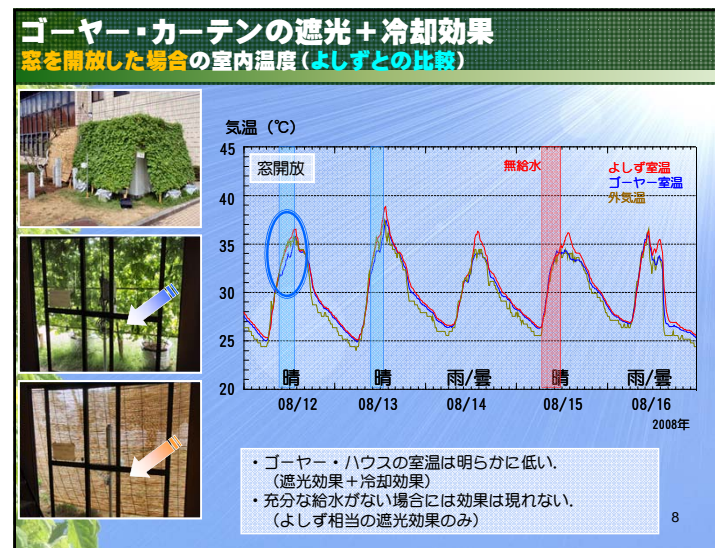 ゴーヤー・カーテンの遮光＋冷却効果
窓を開放した場合の室内温度（よしずとの比較）
気温（℃）
45
40
35
30
25
20
窓開放
無給水
よしず室温
ゴーヤー室温
外気温
晴 晴 雨/曇 晴 雨/曇
08/12 08/13 08/14 08/15 08/16
2008年
・ゴーヤー・ハウスの室温は明らかに低い．
（遮光効果＋冷却効果）
・充分な給水がない場合には効果は現れない．
（よしず相当の遮光効果のみ）
8